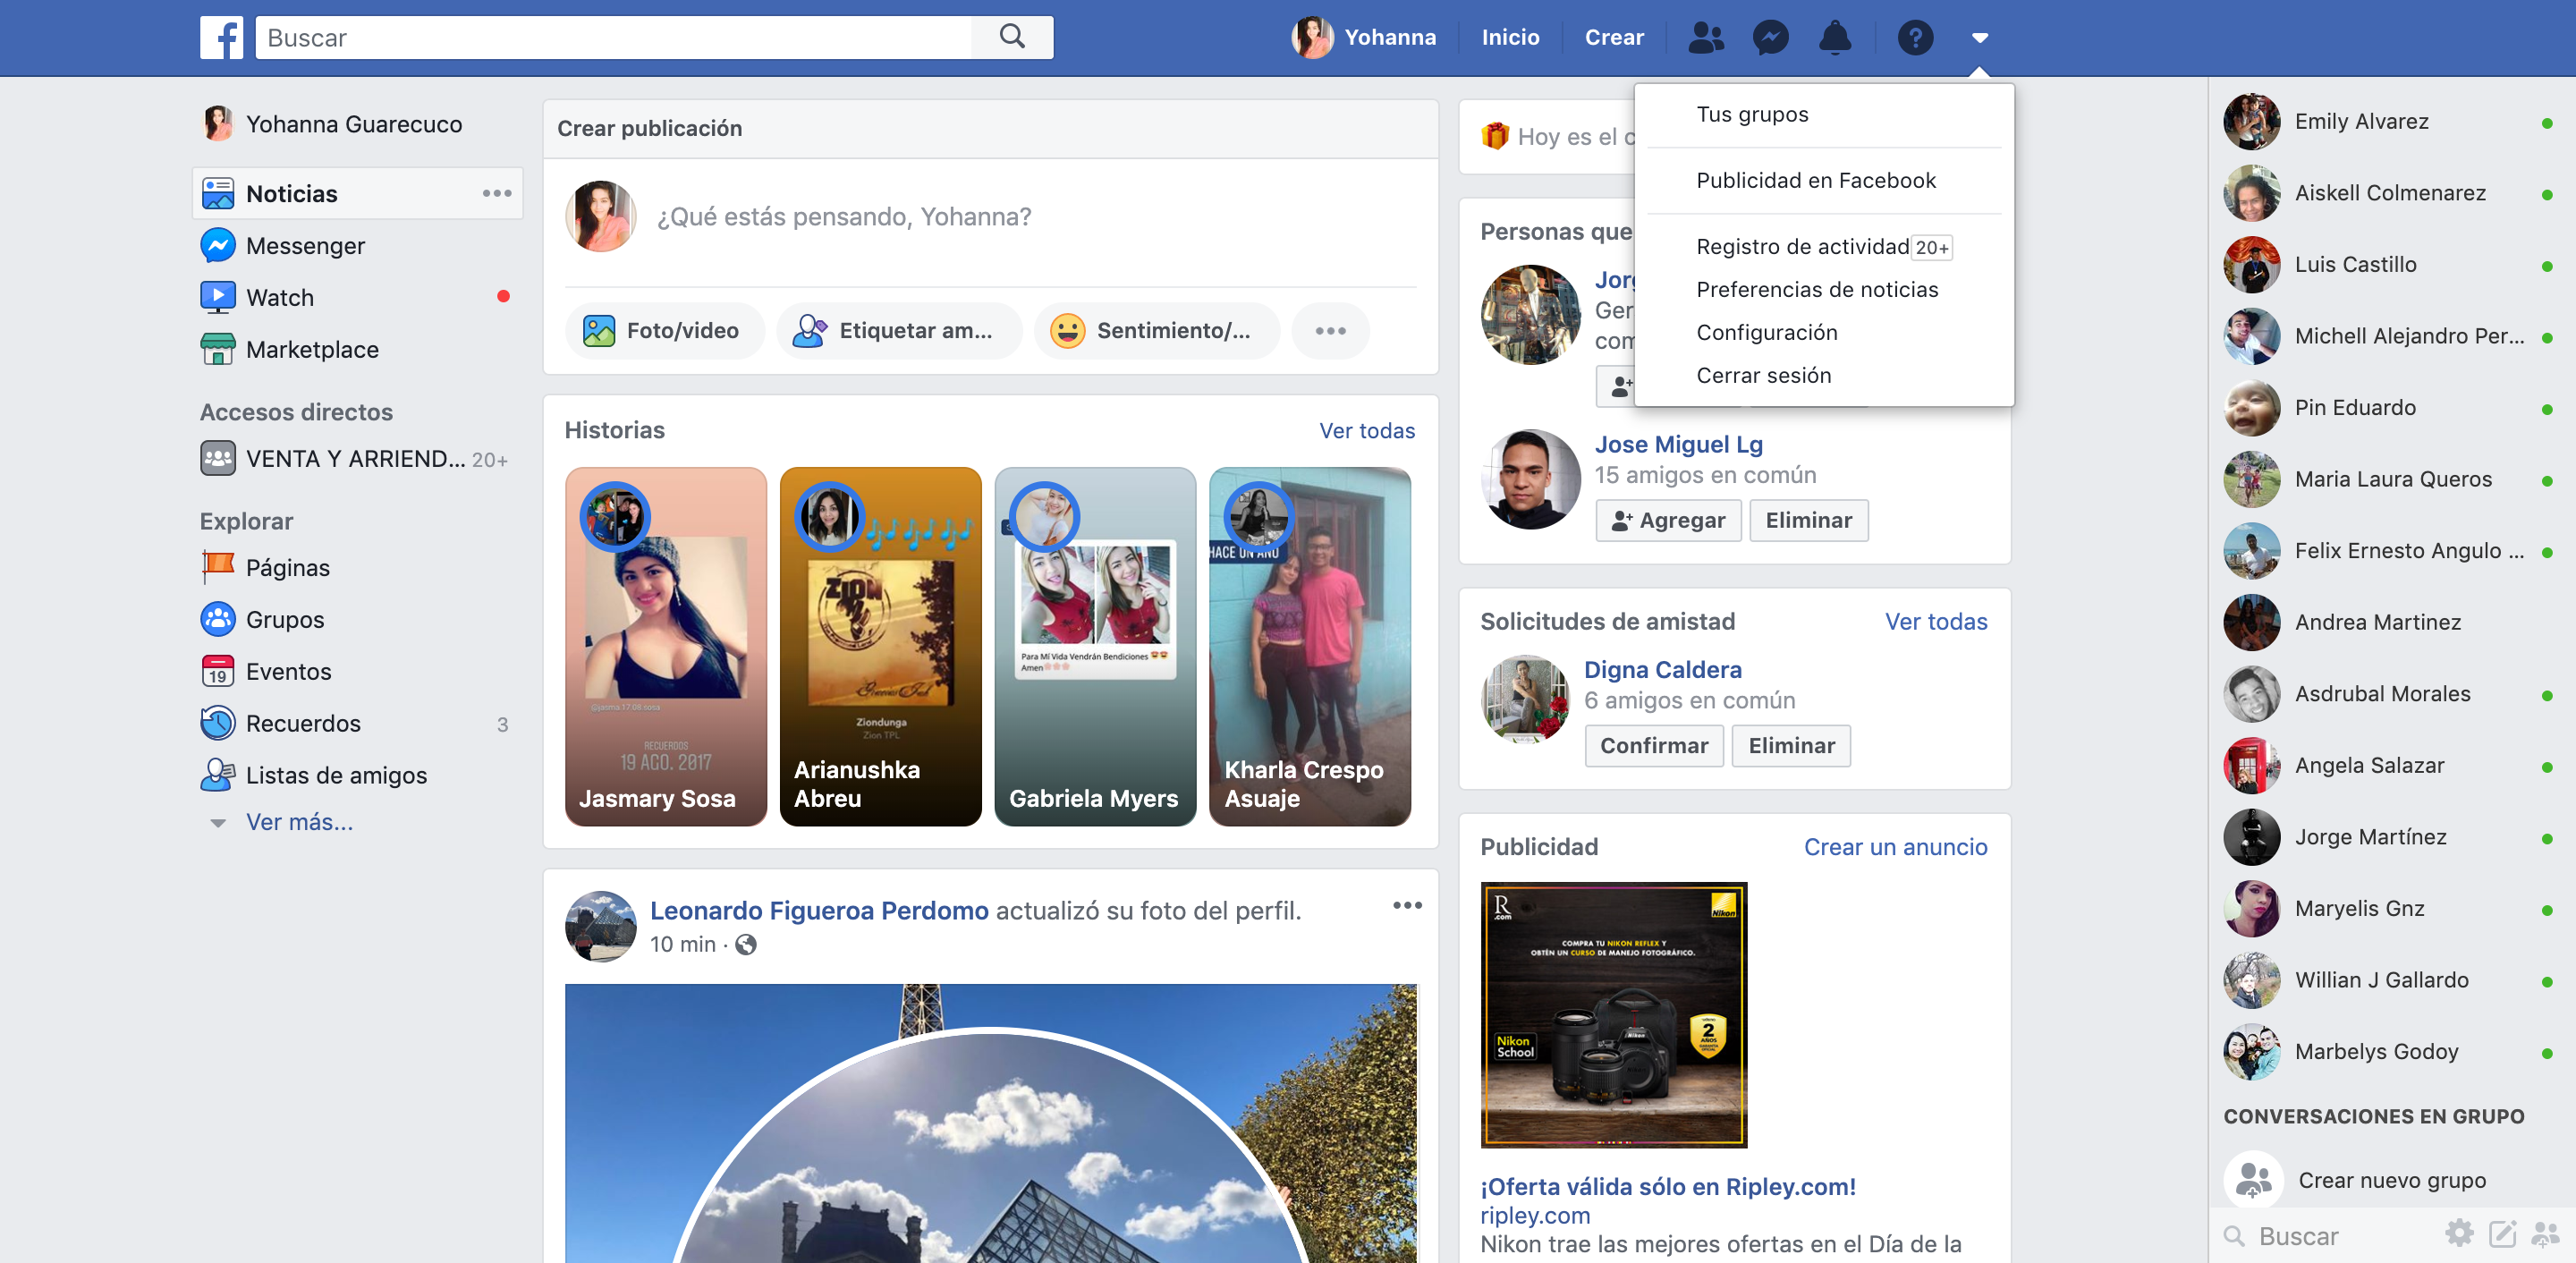 Buscar
Yohanna
Inicio
Crear
Yohanna Guarecuco
Noticias
Messenger
Watch
Marketplace
Accesos directos
VENTA Y ARRIEND... 20+
Explorar
Páginas
Grupos
19
Eventos
Recuerdos 3
Listas de amigos
Ver más...
Crear publicación
¿Qué estás pensando, Yohanna?
Foto/video
Etiquetar am...
Sentimiento/...
Historias
Ver todas
@jasma.17.08 sosa
RECUERDOS
19 AGO. 2017
Jasmary Sosa
ZION
Ziondunga
Zion TPL
Arianushka
Abreu
Para Mí Vida Vendrán Bendiciones
Amen
Gabriela Myers
HACE UN AÑO
Kharla Crespo
Asuaje
Leonardo Figueroa Perdomo actualizó su foto del perfil.
10 min ·
Hoy es el c
Personas que
Jorg
Ger
com
Tus grupos
Publicidad en Facebook
Registro de actividad 20+
Preferencias de noticias
Configuración
Cerrar sesión
Jose Miguel Lg
15 amigos en común
Agregar
Eliminar
Solicitudes de amistad
Ver todas
Digna Caldera
6 amigos en común
Confirmar
Eliminar
Publicidad
Crear un anuncio
R
.com
Nikon
COMPRA TU NIKON REFLEX Y
OBTÉN UN CURSO DE MANEJO FOTOGRÁFICO.
Nikon
School
2
AÑOS
¡Oferta válida sólo en Ripley.com!
ripley.com
Nikon trae las mejores ofertas en el Día de la
Emily Alvarez
Aiskell Colmenarez
Luis Castillo
Michell Alejandro Per...
Pin Eduardo
Maria Laura Queros
Felix Ernesto Angulo ...
Andrea Martinez
Asdrubal Morales
Angela Salazar
Jorge Martínez
Maryelis Gnz
Willian J Gallardo
Marbelys Godoy
CONVERSACIONES EN GRUPO
Crear nuevo grupo
Buscar